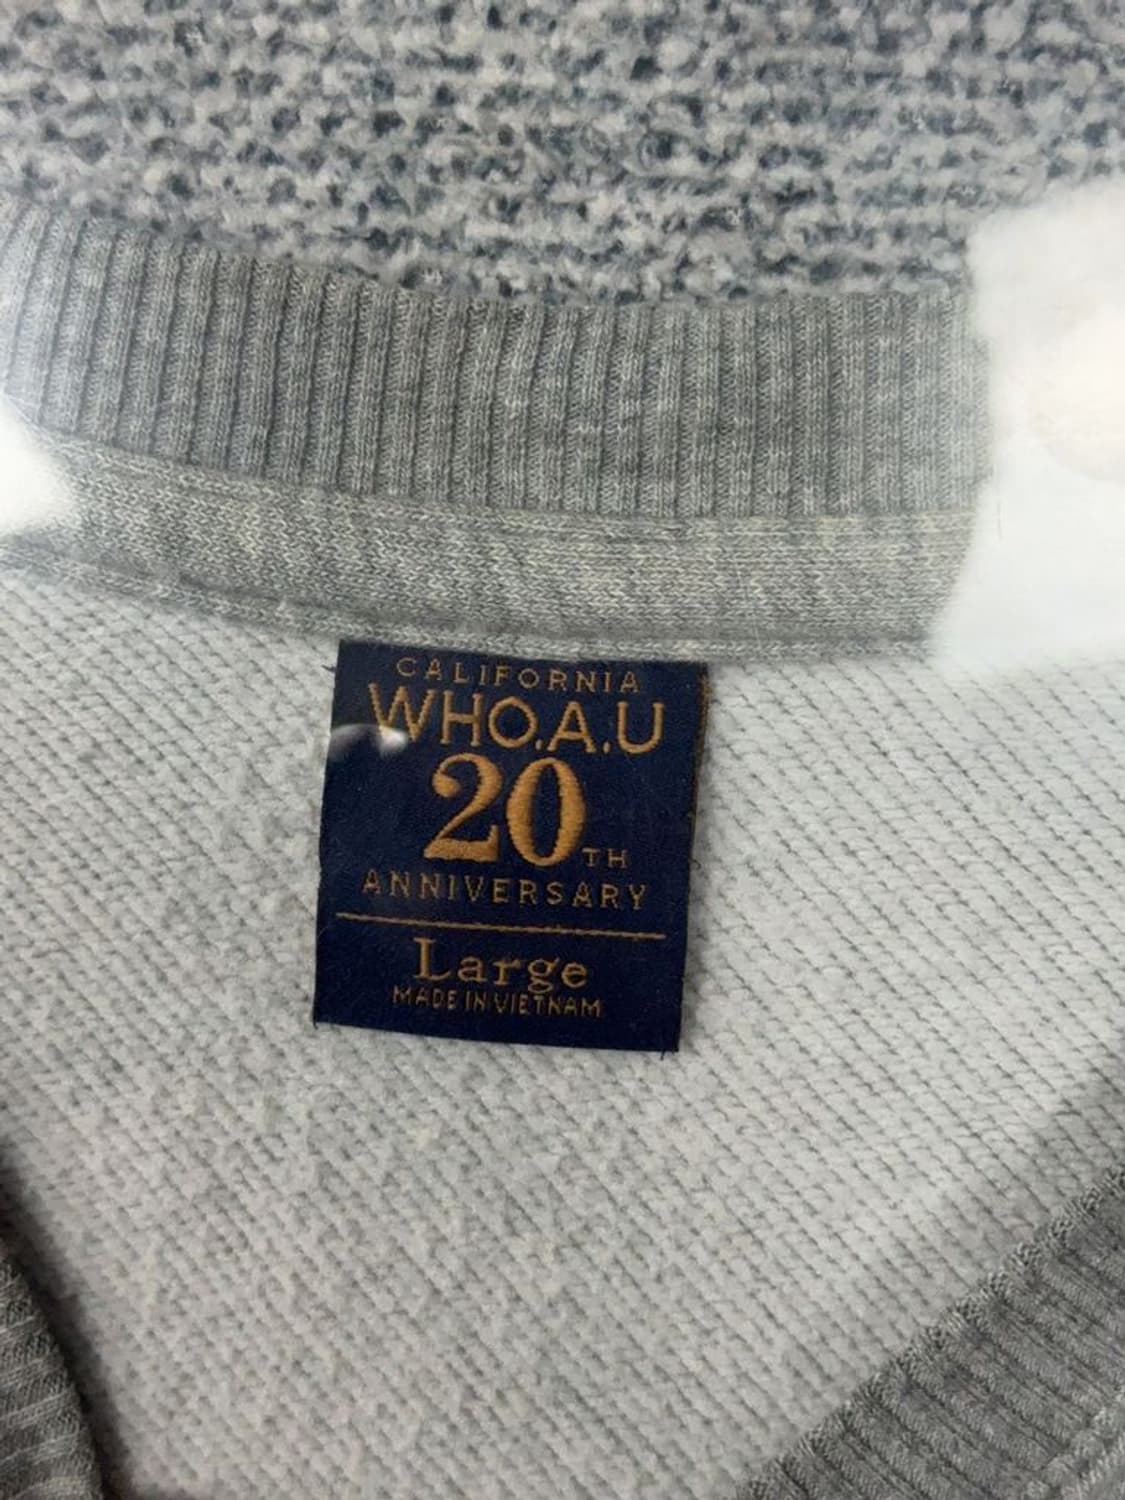 CALIFORNIA
WHO.A.U
20TH
ANNIVERSARY
Large
MADE IN VIETNAM